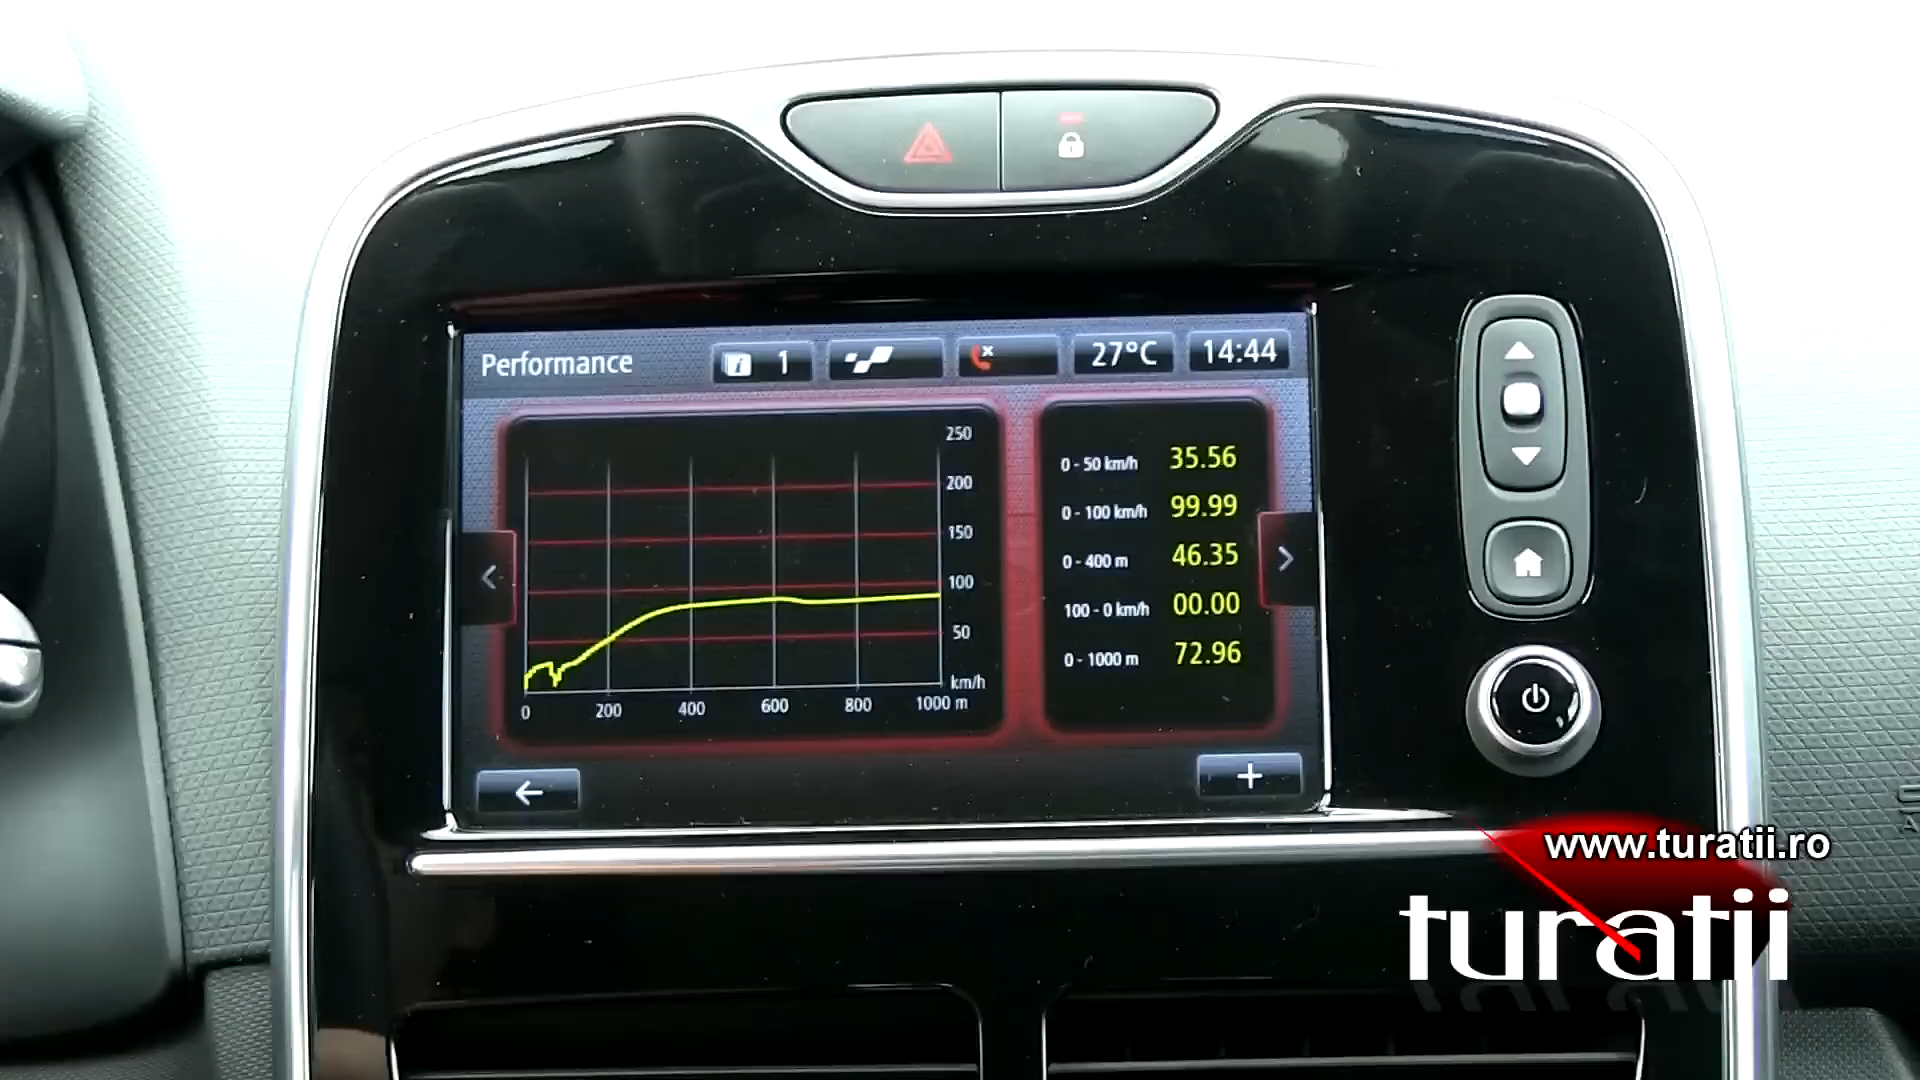 Performance
1
27°C
14:44
250
200
150
100
50
km/h
0
200
400
600
800
1000 m
0 - 50 km/h 35.56
0 - 100 km/h 99.99
0 - 400 m 46.35
100 - 0 km/h 00.00
0 - 1000 m 72.96
www.turatii.ro
turatii